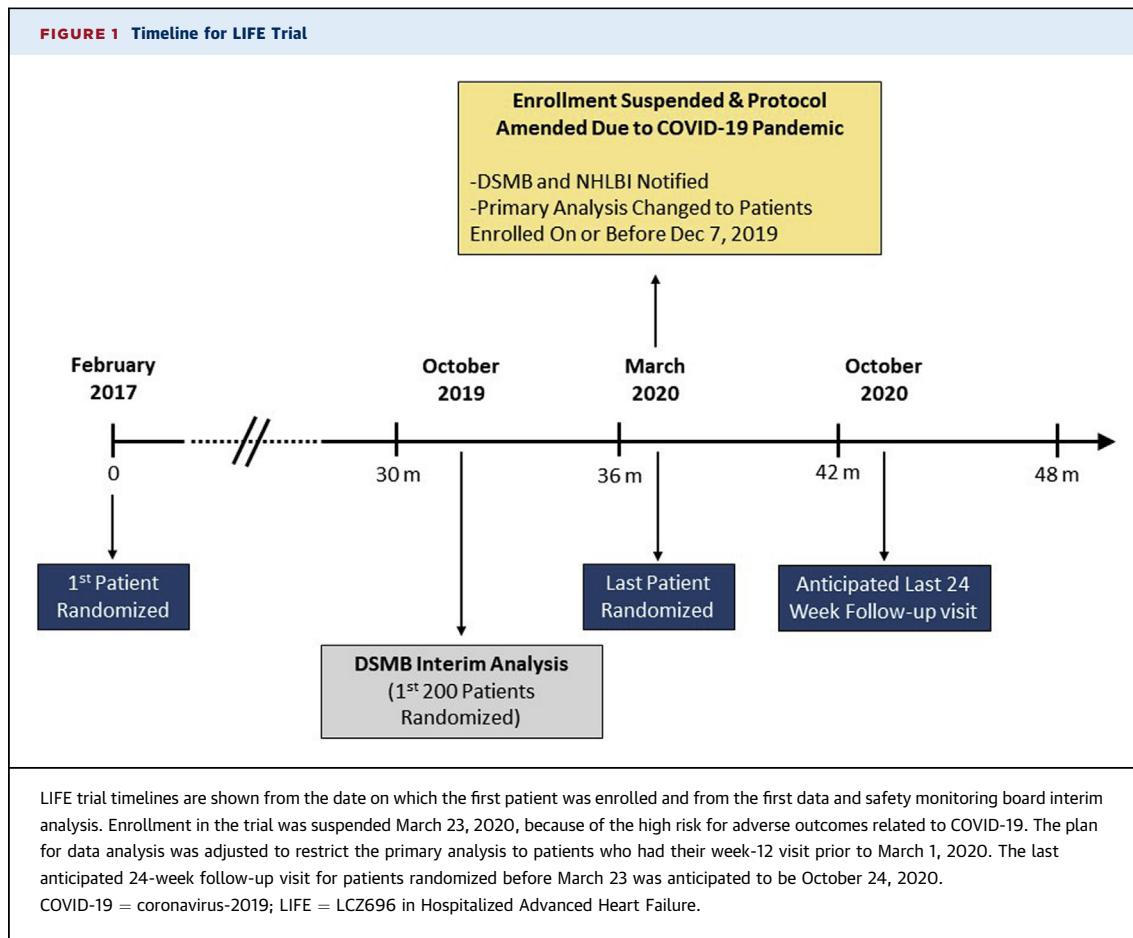 FIGURE 1 Timeline for LIFE Trial
Enrollment Suspended & Protocol
Amended Due to COVID-19 Pandemic
-DSMB and NHLBI Notified
-Primary Analysis Changed to Patients
Enrolled On or Before Dec 7, 2019
February
2017
October
2019
March
2020
October
2020
0
30 m
36 m
42 m
48 m
1st Patient
Randomized
Last Patient
Randomized
Anticipated Last 24
Week Follow-up visit
DSMB Interim Analysis
(1st 200 Patients
Randomized)
LIFE trial timelines are shown from the date on which the first patient was enrolled and from the first data and safety monitoring board interim
analysis. Enrollment in the trial was suspended March 23, 2020, because of the high risk for adverse outcomes related to COVID-19. The plan
for data analysis was adjusted to restrict the primary analysis to patients who had their week-12 visit prior to March 1, 2020. The last
anticipated 24-week follow-up visit for patients randomized before March 23 was anticipated to be October 24, 2020.
COVID-19 = coronavirus-2019; LIFE = LCZ696 in Hospitalized Advanced Heart Failure.